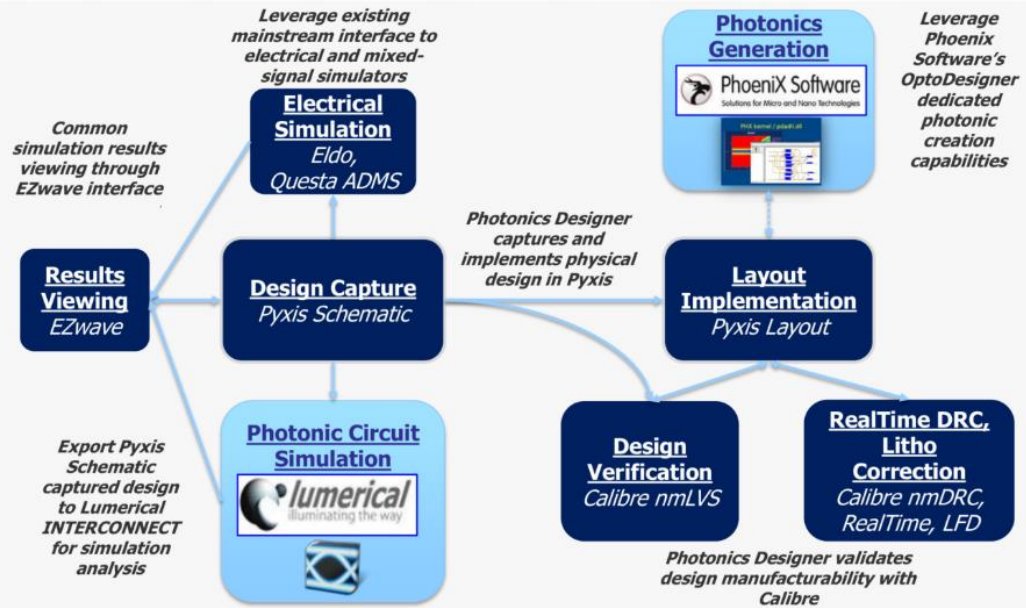 Leverage existing
mainstream interface to
electrical and mixed-
signal simulators
Photonics
Generation
PhoeniX Software
Solutions for Micro and Nano Technologies
PHX kernel / pdadh.dll
Leverage
Phoenix
Software's
OptoDesigner
dedicated
photonic
creation
capabilities
Common
simulation results
viewing through
EZwave interface
Electrical
Simulation
Eldo,
Questa ADMS
Photonics Designer
captures and
implements physical
design in Pyxis
Results
Viewing
EZwave
Design Capture
Pyxis Schematic
Layout
Implementation
Pyxis Layout
Export Pyxis
Schematic
captured design
to Lumerical
INTERCONNECT
for simulation
analysis
Photonic Circuit
Simulation
lumerical
illuminating the way
Design
Verification
Calibre nmLVS
RealTime DRC,
Litho
Correction
Calibre nmDRC,
RealTime, LFD
Photonics Designer validates
design manufacturability with
Calibre